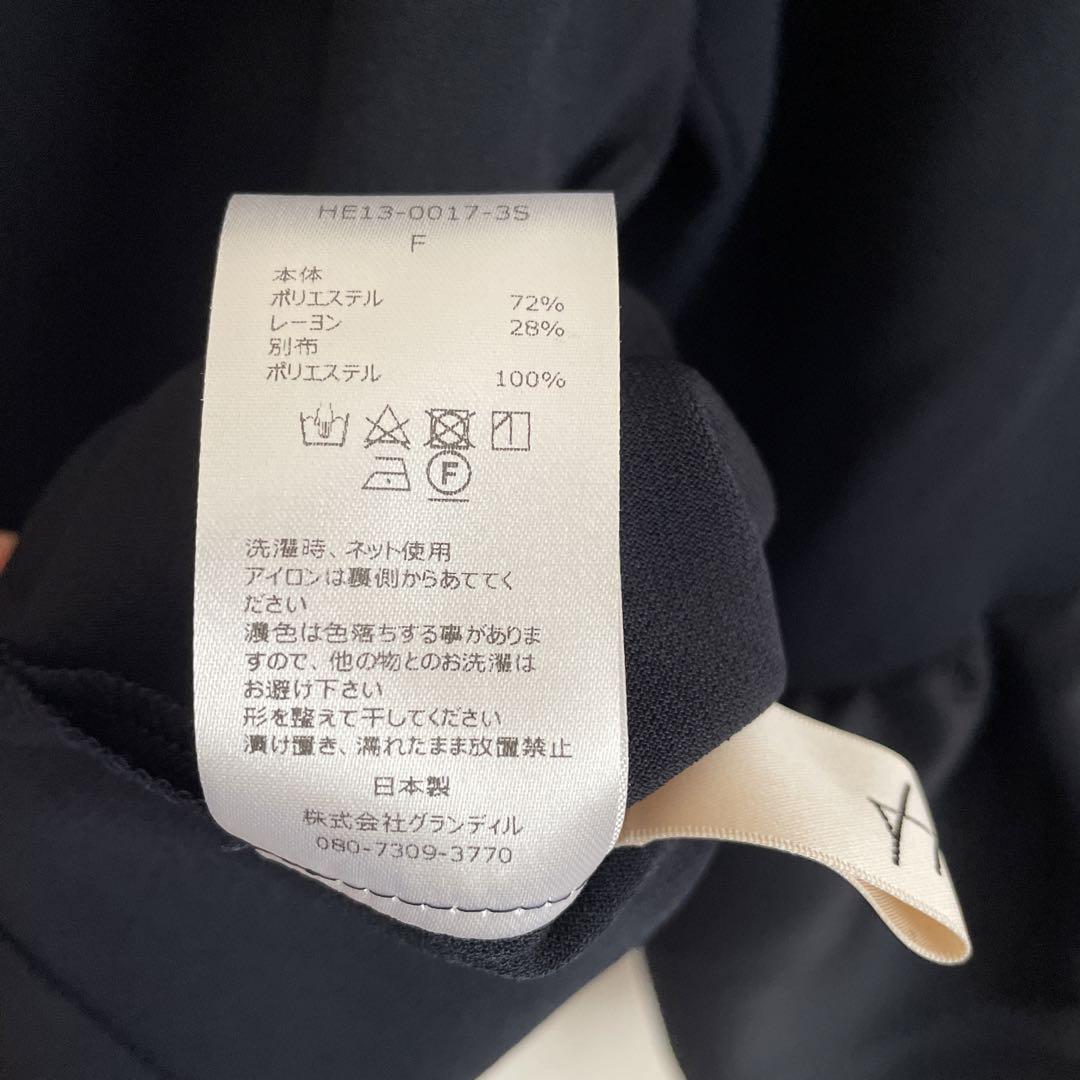 HE13-0017-3S
F
本体
ポリエステル 72%
レーヨン 28%
別布
ポリエステル 100%
F
洗濯時、ネット使用
アイロンは裏側からあててく
ださい
濃色は色落ちする事がありま
すので、他の物とのお洗濯は
お避け下さい
形を整えて干してください
漬け置き、濡れたまま放置禁止
日本製
株式会社グランディル
080-7309-3770